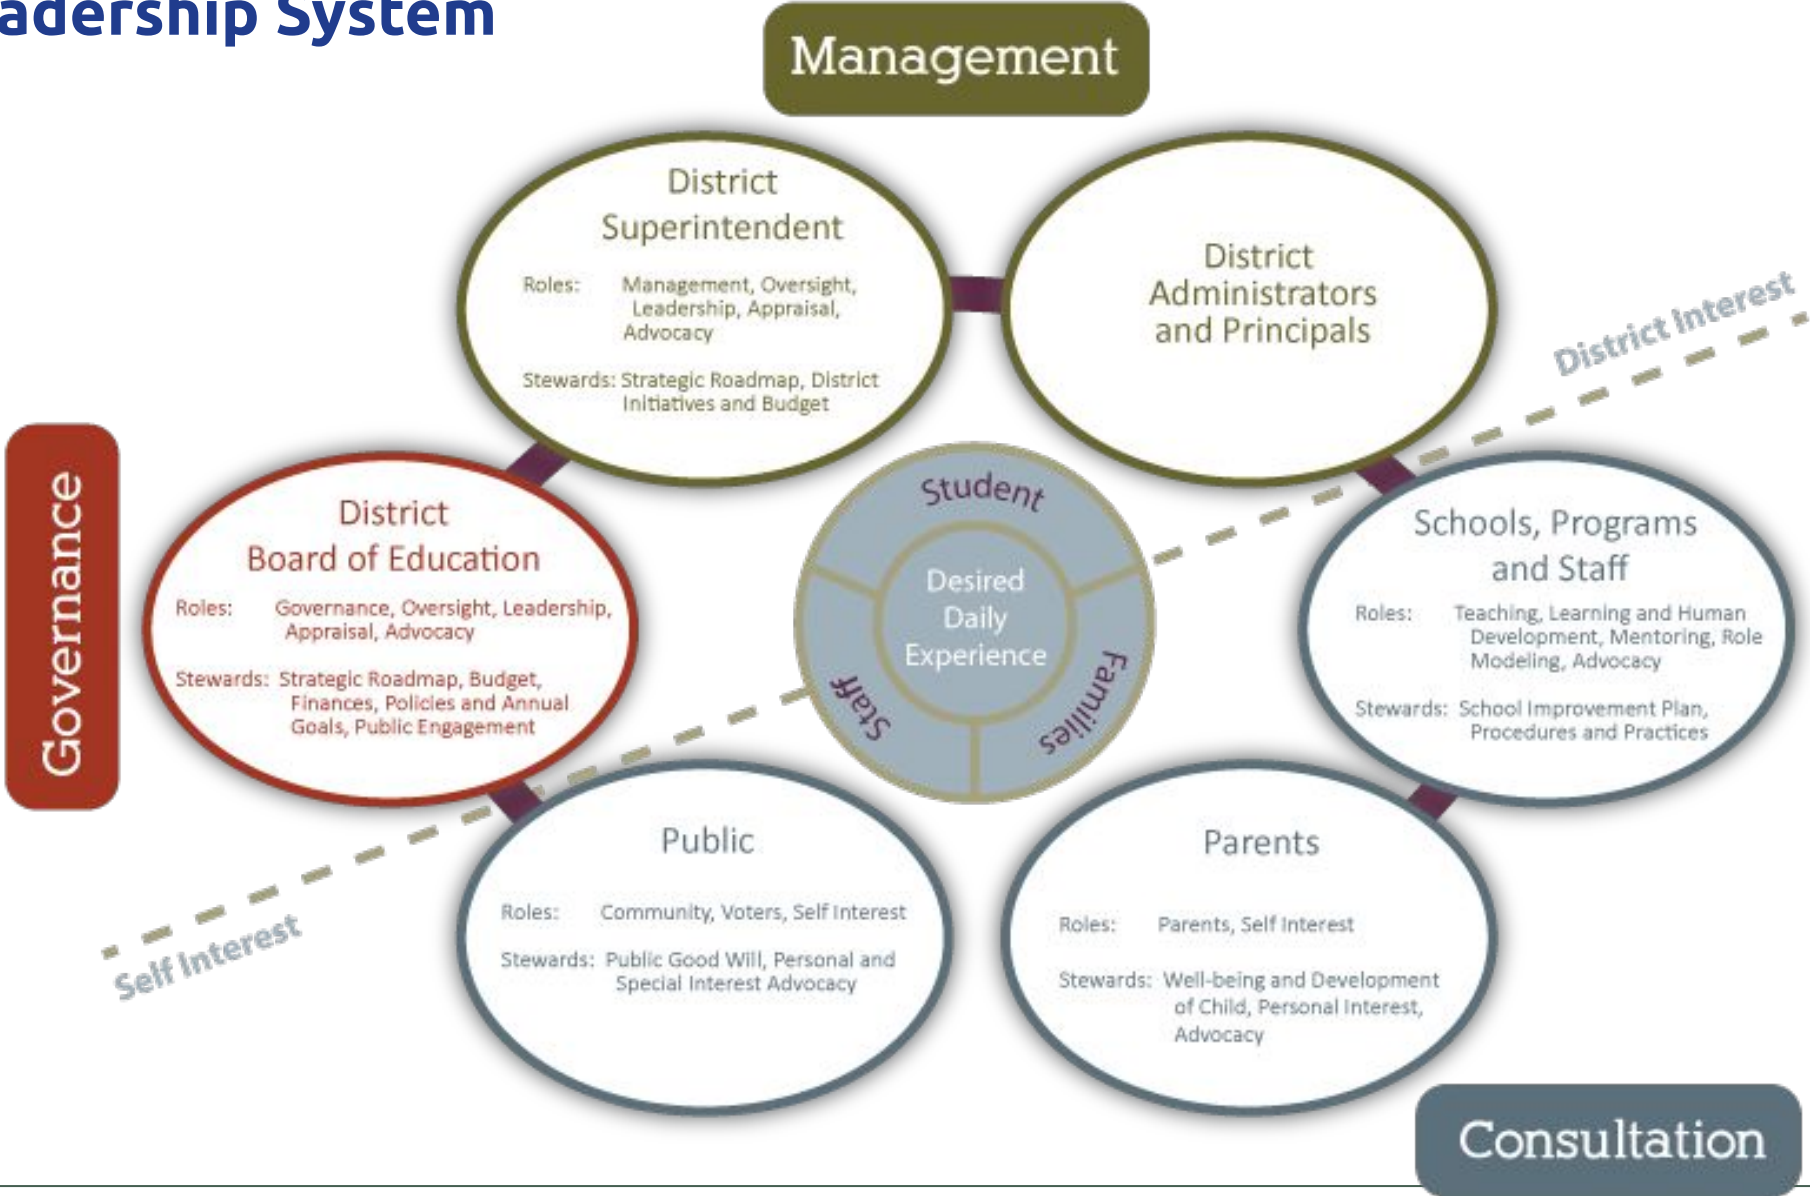 adership System
Management
District
Superintendent
Roles: Management, Oversight,
Leadership, Appraisal,
Advocacy
Stewards: Strategic Roadmap, District
Initiatives and Budget
District
Administrators
and Principals
District Interest
Governance
District
Board of Education
Roles: Governance, Oversight, Leadership,
Appraisal, Advocacy
Stewards: Strategic Roadmap, Budget,
Finances, Policies and Annual
Goals, Public Engagement
Student
Desired
Daily
Experience
Staff
Families
Schools, Programs
and Staff
Roles: Teaching, Learning and Human
Development, Mentoring, Role
Modeling, Advocacy
Stewards: School Improvement Plan,
Procedures and Practices
Self Interest
Public
Roles: Community, Voters, Self Interest
Stewards: Public Good Will, Personal and
Special Interest Advocacy
Parents
Roles: Parents, Self Interest
Stewards: Well-being and Development
of Child, Personal Interest,
Advocacy
Consultation